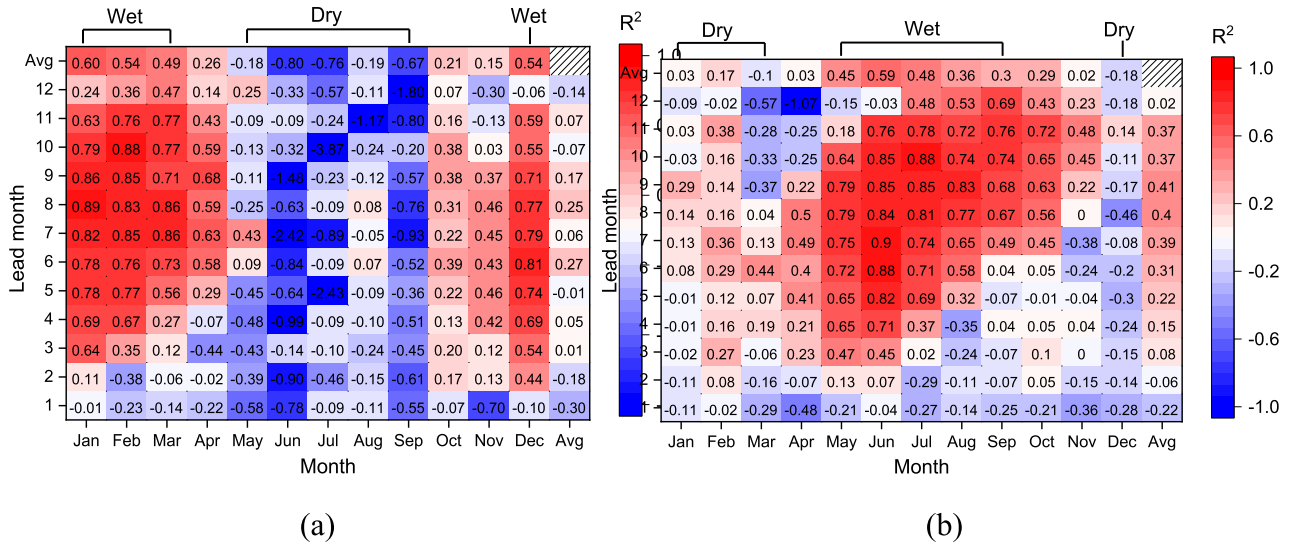 Wet Dry Wet
R²
Lead month
Avg 0.60 0.54 0.49 0.26 -0.18 -0.80 -0.76 -0.19 -0.67 0.21 0.15 0.54
12 0.24 0.36 0.47 0.14 0.25 -0.33 -0.57 -0.11 -1.80 0.07 -0.30 -0.06 -0.14
11 0.63 0.76 0.77 0.43 -0.09 -0.09 -0.24 -1.17 -0.80 0.16 -0.13 0.59 0.07
10 0.79 0.88 0.77 0.59 -0.13 -0.32 -3.87 -0.24 -0.20 0.38 0.03 0.55 -0.07
9 0.86 0.85 0.71 0.68 -0.11 -1.48 -0.23 -0.12 -0.57 0.38 0.37 0.71 0.17
8 0.89 0.83 0.86 0.59 -0.25 -0.63 -0.09 0.08 -0.76 0.31 0.46 0.77 0.25
7 0.82 0.85 0.86 0.63 0.43 -2.42 -0.89 -0.05 -0.93 0.22 0.45 0.79 0.06
6 0.78 0.76 0.73 0.58 0.09 -0.84 -0.09 0.07 -0.52 0.39 0.43 0.81 0.27
5 0.78 0.77 0.56 0.29 -0.45 -0.64 -2.43 -0.09 -0.36 0.22 0.46 0.74 -0.01
4 0.69 0.67 0.27 -0.07 -0.48 -0.99 -0.09 -0.10 -0.51 0.13 0.42 0.69 0.05
3 0.64 0.35 0.12 -0.44 -0.43 -0.14 -0.10 -0.24 -0.45 0.20 0.12 0.54 0.01
2 0.11 -0.38 -0.06 -0.02 -0.39 -0.90 -0.46 -0.15 -0.61 0.17 0.13 0.44 -0.18
1 -0.01 -0.23 -0.14 -0.22 -0.58 -0.78 -0.09 -0.11 -0.55 -0.07 -0.70 -0.10 -0.30
Jan Feb Mar Apr May Jun Jul Aug Sep Oct Nov Dec Avg
Month
(a)
Dry Wet Dry
R²
1.0
Lead month
Avg 0.03 0.17 -0.1 0.03 0.45 0.59 0.48 0.36 0.3 0.29 0.02 -0.18
12 -0.09 -0.02 -0.57 -1.07 -0.15 -0.03 0.48 0.53 0.69 0.43 0.23 -0.18 0.02
11 0.03 0.38 -0.28 -0.25 0.18 0.76 0.78 0.72 0.76 0.72 0.48 0.14 0.37
10 -0.03 0.16 -0.33 -0.25 0.64 0.85 0.88 0.74 0.74 0.65 0.45 -0.11 0.37
9 0.29 0.14 -0.37 0.22 0.79 0.85 0.85 0.83 0.68 0.63 0.22 -0.17 0.41
8 0.14 0.16 0.04 0.5 0.79 0.84 0.81 0.77 0.67 0.56 0 -0.46 0.4
7 0.13 0.36 0.13 0.49 0.75 0.9 0.74 0.65 0.49 0.45 -0.38 -0.08 0.39
6 0.08 0.29 0.44 0.4 0.72 0.88 0.71 0.58 0.04 0.05 -0.24 -0.2 0.31
5 -0.01 0.12 0.07 0.41 0.65 0.82 0.69 0.32 -0.07 -0.01 -0.04 -0.3 0.22
4 -0.01 0.16 0.19 0.21 0.65 0.71 0.37 -0.35 0.04 0.05 0.04 -0.24 0.15
3 -0.02 0.27 -0.06 0.23 0.47 0.45 0.02 -0.24 -0.07 0.1 0 -0.15 0.08
2 -0.11 0.08 -0.16 -0.07 0.13 0.07 -0.29 -0.11 -0.07 0.05 -0.15 -0.14 -0.06
1 -0.11 -0.02 -0.29 -0.48 -0.21 -0.04 -0.27 -0.14 -0.25 -0.21 -0.36 -0.28 -0.22
Jan Feb Mar Apr May Jun Jul Aug Sep Oct Nov Dec Avg
Month
(b)
1.0
0.6
0.2
-0.2
-0.6
-1.0